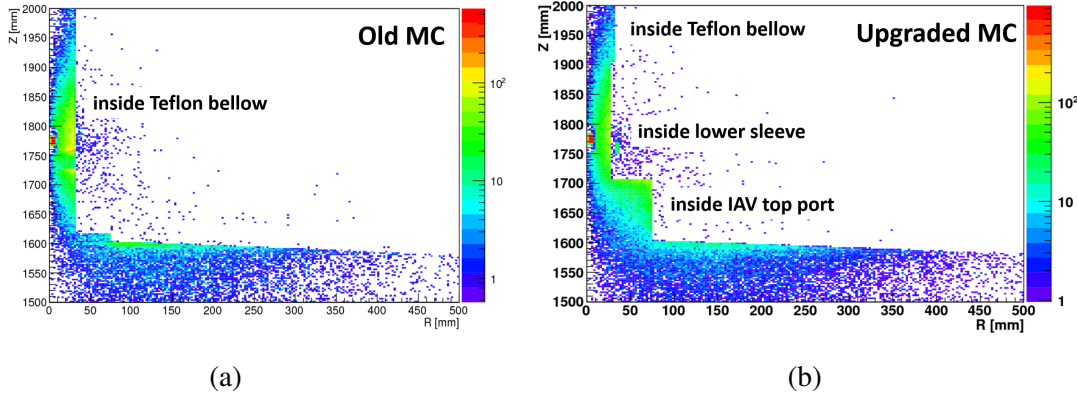 Old MC
inside Teflon bellow
Z [mm]
2000
1950
1900
1850
1800
1750
1700
1650
1600
1550
1500
0 50 100 150 200 250 300 350 400 450 500
R [mm]
10²
10
1
(a)
Upgraded MC
inside Teflon bellow
inside lower sleeve
inside IAV top port
Z [mm]
2000
1950
1900
1850
1800
1750
1700
1650
1600
1550
1500
0 50 100 150 200 250 300 350 400 450 500
R [mm]
10²
10
1
(b)